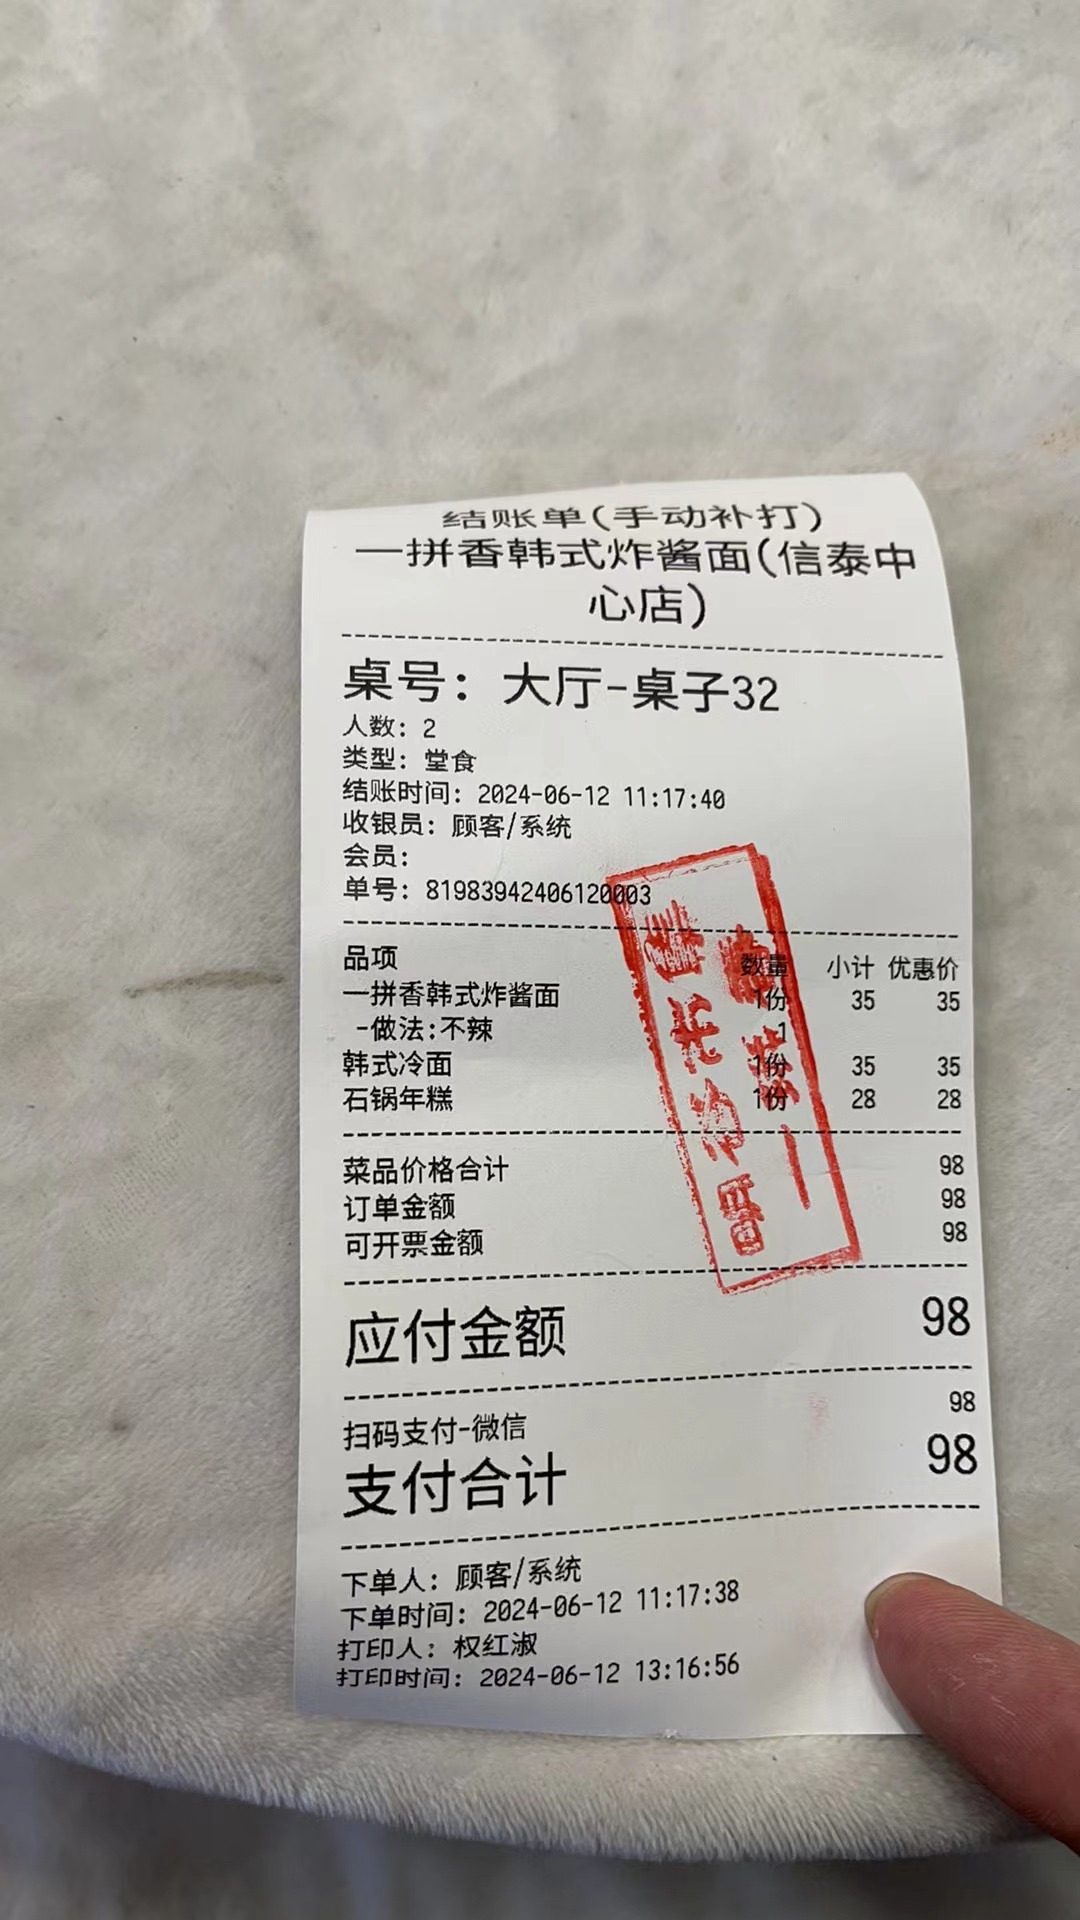 结账单(手动补打)
一拼香韩式炸酱面(信泰中
心店)
桌号: 大厅-桌子32
人数: 2
类型: 堂食
结账时间: 2024-06-12 11:17:40
收银员: 顾客/系统
会员:
单号: 81983942406120003
品项 数量 小计 优惠价
一拼香韩式炸酱面 1份 35 35
-做法:不辣 1
韩式冷面 1份 35 35
石锅年糕 1份 28 28
菜品价格合计 98
订单金额 98
可开票金额 98
应付金额 98
扫码支付-微信 98
支付合计 98
下单人: 顾客/系统
下单时间: 2024-06-12 11:17:38
打印人: 权红淑
打印时间: 2024-06-12 13:16:56